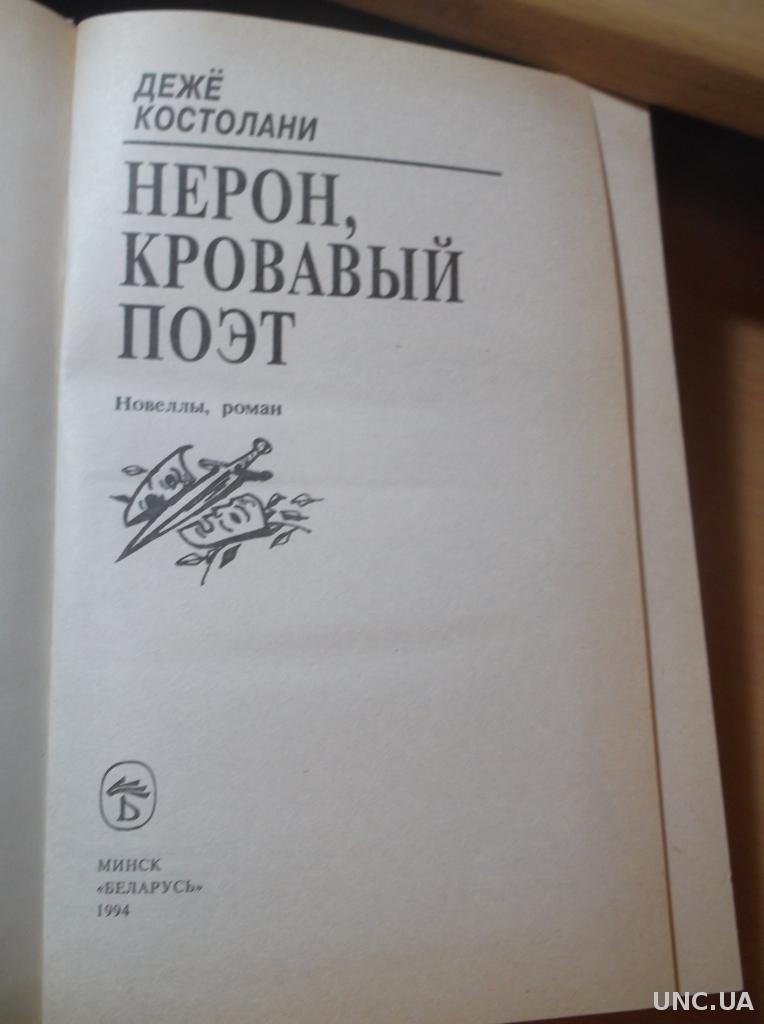 ДЕЖЁ
КОСТОЛАНИ
НЕРОН,
КРОВАВЫЙ
ПОЭТ
Новеллы, роман
Б
МИНСК
«БЕЛАРУСЬ»
1994
UNC.UA